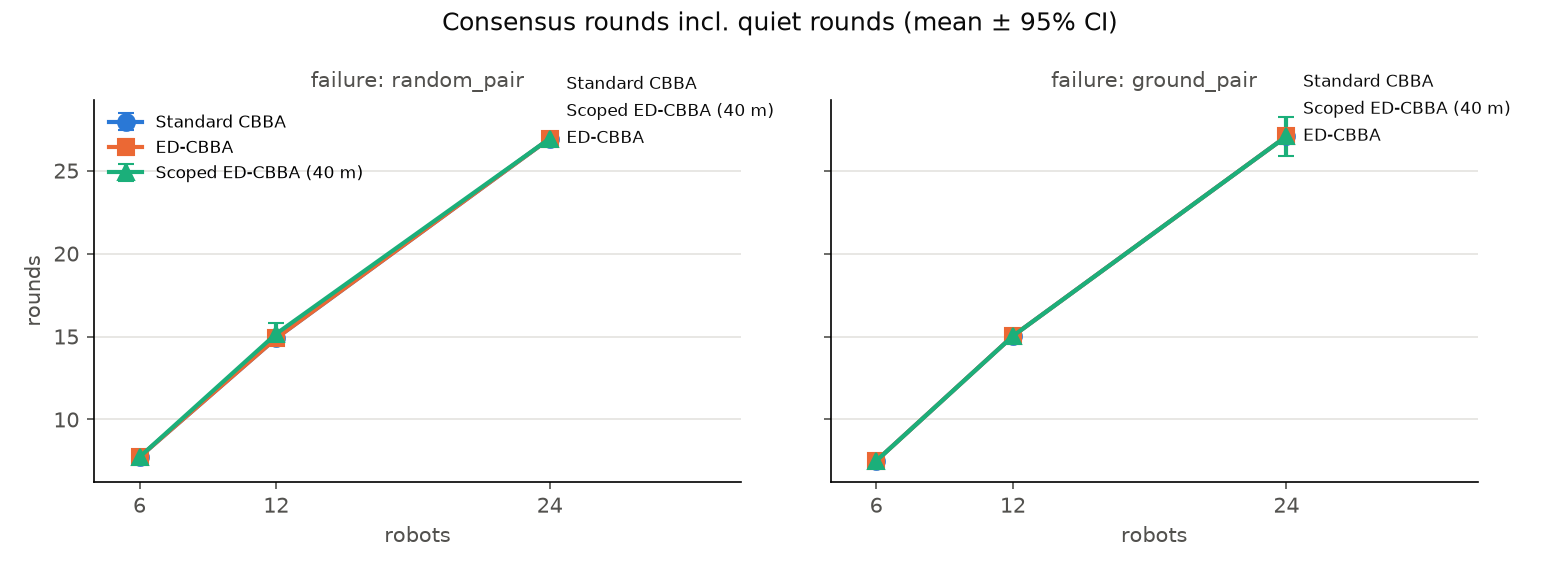 Consensus rounds incl. quiet rounds (mean ± 95% CI)
failure: random_pair
Standard CBBA
Scoped ED-CBBA (40 m)
ED-CBBA
Standard CBBA
ED-CBBA
Scoped ED-CBBA (40 m)
25
20
15
10
rounds
6
12
24
robots
failure: ground_pair
Standard CBBA
Scoped ED-CBBA (40 m)
ED-CBBA
6
12
24
robots